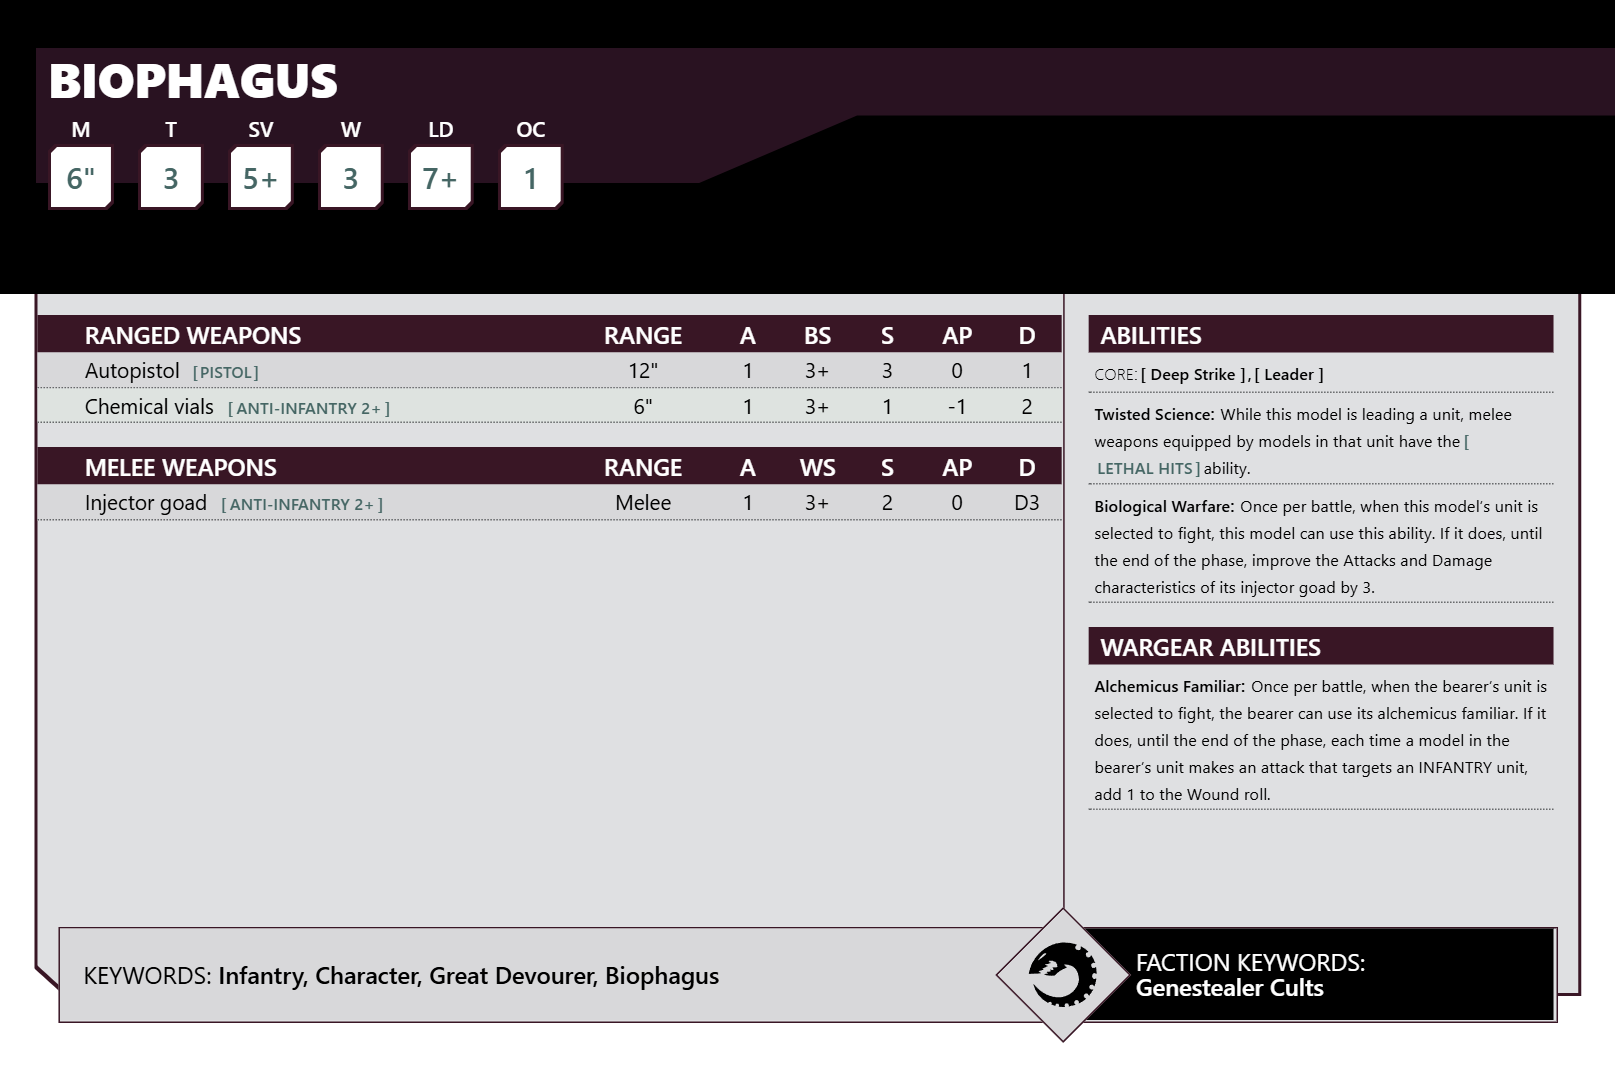 BIOPHAGUS
M T SV W LD OC
6" 3 5+ 3 7+ 1
RANGED WEAPONS RANGE A BS S AP D
Autopistol [PISTOL] 12" 1 3+ 3 0 1
Chemical vials [ ANTI-INFANTRY 2+ ] 6" 1 3+ 1 -1 2
MELEE WEAPONS RANGE A WS S AP D
Injector goad [ ANTI-INFANTRY 2+ ] Melee 1 3+ 2 0 D3
ABILITIES
CORE: [ Deep Strike ] , [ Leader ]
Twisted Science: While this model is leading a unit, melee
weapons equipped by models in that unit have the [
LETHAL HITS ] ability.
Biological Warfare: Once per battle, when this model’s unit is
selected to fight, this model can use this ability. If it does, until
the end of the phase, improve the Attacks and Damage
characteristics of its injector goad by 3.
WARGEAR ABILITIES
Alchemicus Familiar: Once per battle, when the bearer’s unit is
selected to fight, the bearer can use its alchemicus familiar. If it
does, until the end of the phase, each time a model in the
bearer’s unit makes an attack that targets an INFANTRY unit,
add 1 to the Wound roll.
KEYWORDS: Infantry, Character, Great Devourer, Biophagus
FACTION KEYWORDS:
Genestealer Cults